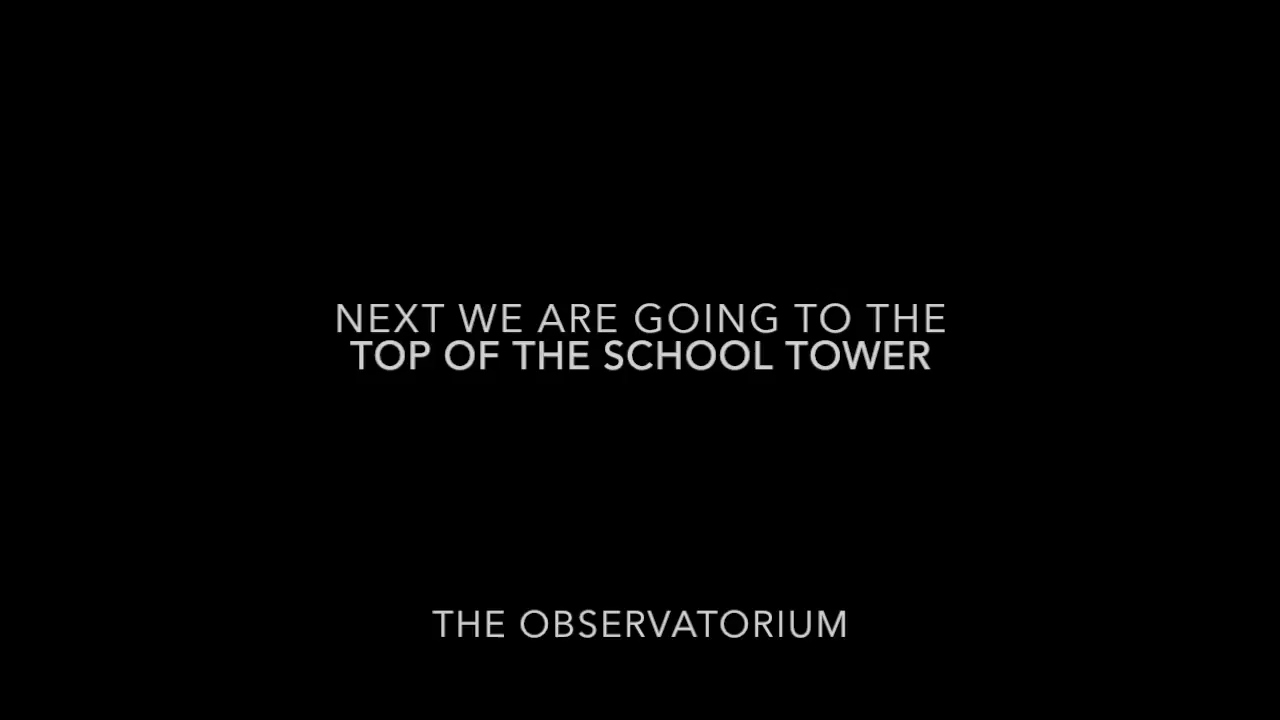 NEXT WE ARE GOING TO THE
TOP OF THE SCHOOL TOWER
THE OBSERVATORIUM